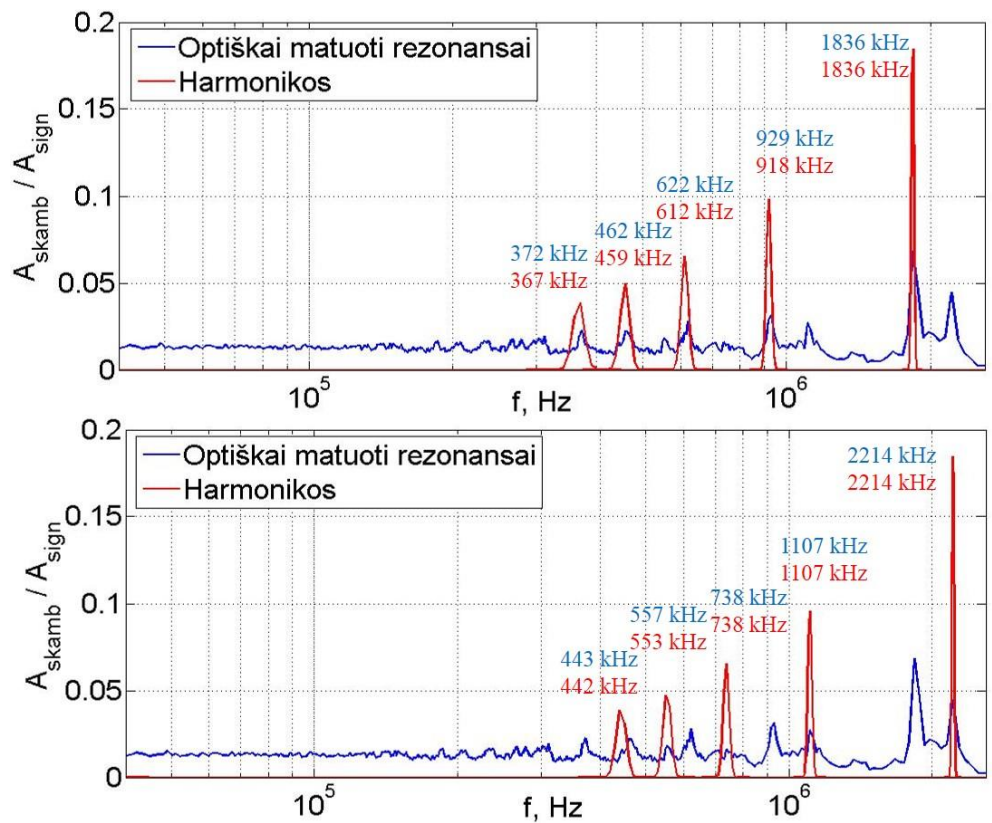 0.2
0.15
0.1
0.05
0
A_skamb / A_sign
Optiškai matuoti rezonansai
Harmonikos
372 kHz
367 kHz
462 kHz
459 kHz
622 kHz
612 kHz
929 kHz
918 kHz
1836 kHz
1836 kHz
10^5
10^6
f, Hz
0.2
0.15
0.1
0.05
0
A_skamb / A_sign
Optiškai matuoti rezonansai
Harmonikos
443 kHz
442 kHz
557 kHz
553 kHz
738 kHz
738 kHz
1107 kHz
1107 kHz
2214 kHz
2214 kHz
10^5
10^6
f, Hz